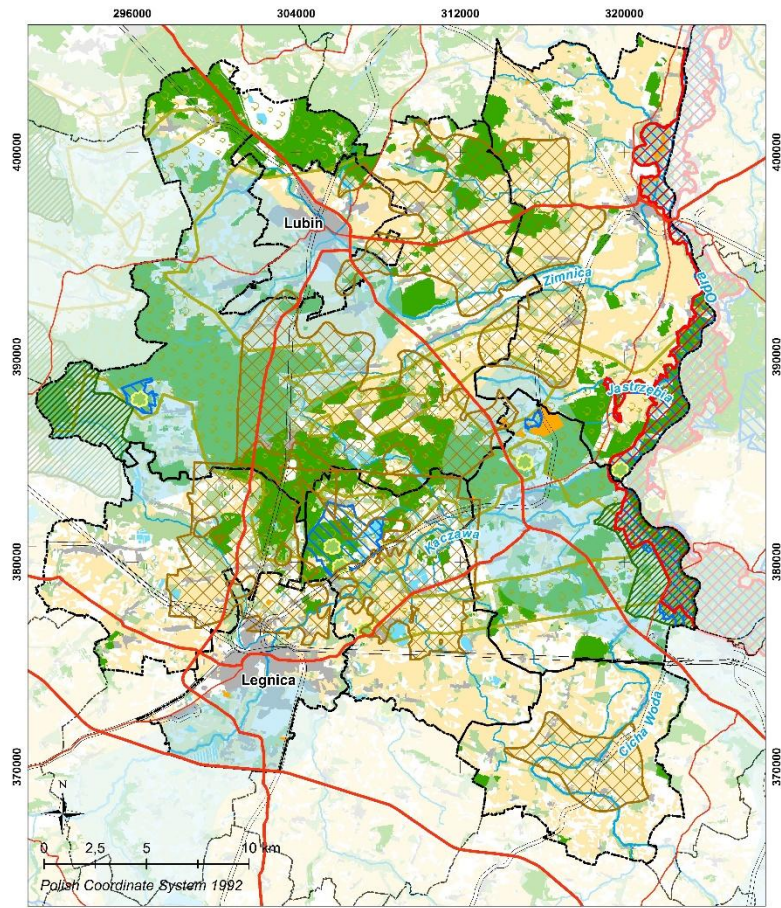 296000 304000 312000 320000
400000 400000
Lubin
Zimnica
Odra
390000 390000
Jastrzębia
Kaczawa
380000 380000
Legnica
Cicha Woda
370000 370000
N
0 2,5 5 10 km
Polish Coordinate System 1992